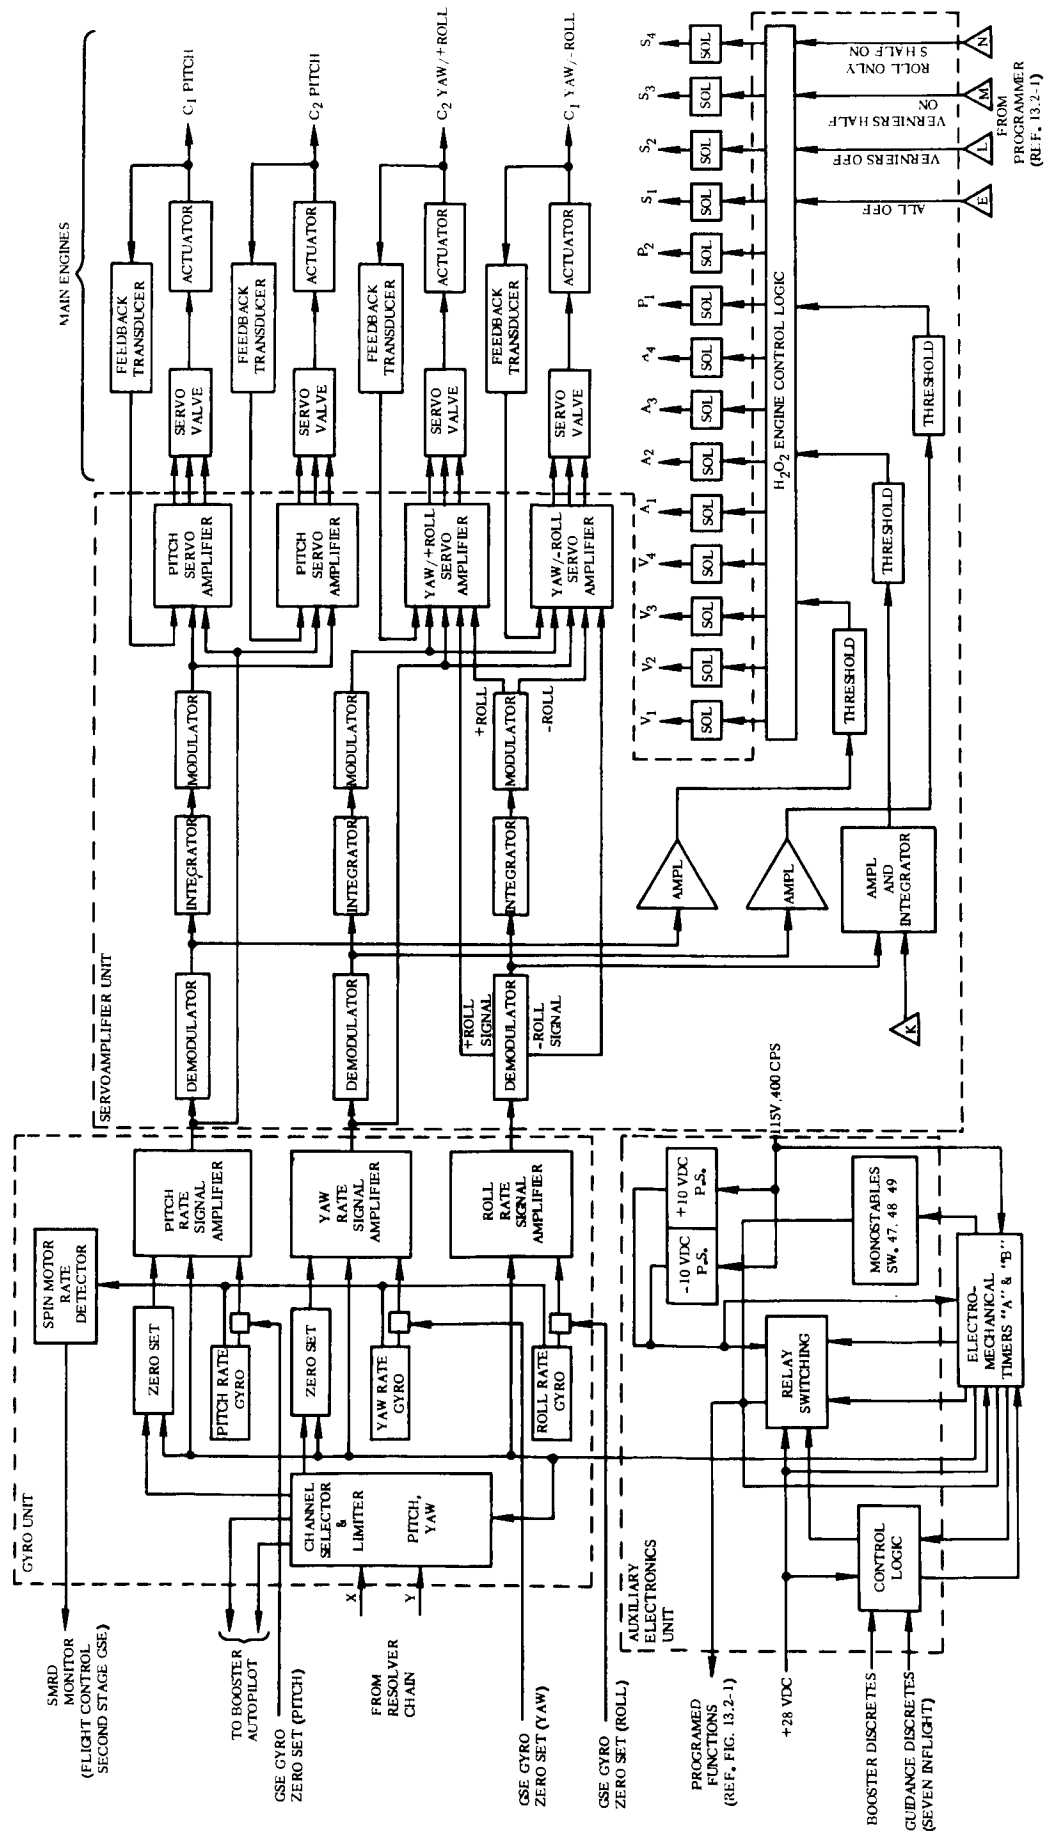 MAIN ENGINES
GYRO UNIT
SMRD
MONITOR
(FLIGHT CONTROL
SECOND STAGE GSE)
SPIN MOTOR
RATE
DETECTOR
TO BOOSTER
AUTOPILOT
GSE GYRO
ZERO SET (PITCH)
FROM
RESOLVER
CHAIN
X
Y
GSE GYRO
ZERO SET (YAW)
GSE GYRO
ZERO SET (ROLL)
CHANNEL
SELECTOR
&
LIMITER
PITCH,
YAW
ZERO SET
PITCH RATE
GYRO
ZERO SET
YAW RATE
GYRO
ROLL RATE
GYRO
PITCH
RATE
SIGNAL
AMPLIFIER
YAW
RATE
SIGNAL
AMPLIFIER
ROLL
RATE
SIGNAL
AMPLIFIER
SERVOAMPLIFIER UNIT
DEMODULATOR
INTEGRATOR
MODULATOR
PITCH
SERVO
AMPLIFIER
SERVO
VALVE
ACTUATOR
FEEDBACK
TRANSDUCER
C1 PITCH
PITCH
SERVO
AMPLIFIER
SERVO
VALVE
ACTUATOR
FEEDBACK
TRANSDUCER
C2 PITCH
DEMODULATOR
INTEGRATOR
MODULATOR
YAW/+ROLL
SERVO
AMPLIFIER
SERVO
VALVE
ACTUATOR
FEEDBACK
TRANSDUCER
C2 YAW/+ROLL
+ROLL
SIGNAL
DEMODULATOR
-ROLL
SIGNAL
INTEGRATOR
MODULATOR
+ROLL
-ROLL
YAW/-ROLL
SERVO
AMPLIFIER
SERVO
VALVE
ACTUATOR
FEEDBACK
TRANSDUCER
C1 YAW/-ROLL
AMPL
AMPL
AMPL
AND
INTEGRATOR
K
THRESHOLD
THRESHOLD
THRESHOLD
V1 V2 V3 V4 A1 A2 A3 A4 P1 P2 S1 S2 S3 S4
SOL SOL SOL SOL SOL SOL SOL SOL SOL SOL SOL SOL SOL SOL
H2O2 ENGINE CONTROL LOGIC
ALL OFF
VERNIERS OFF
VERNIERS HALF
ON
ROLL ONLY
S HALF ON
E L M N
FROM
PROGRAMMER
(REF. 13.2-1)
AUXILIARY
ELECTRONICS
UNIT
PROGRAMED
FUNCTIONS
(REF. FIG. 13.2-1)
+28 VDC
BOOSTER DISCRETES
GUIDANCE DISCRETES
(SEVEN INFLIGHT)
CONTROL
LOGIC
RELAY
SWITCHING
-10 VDC
P.S.
+10 VDC
P.S.
115V, 400 CPS
MONOSTABLES
SW. 47, 48 49
ELECTRO-
MECHANICAL
TIMERS "A" & "B"